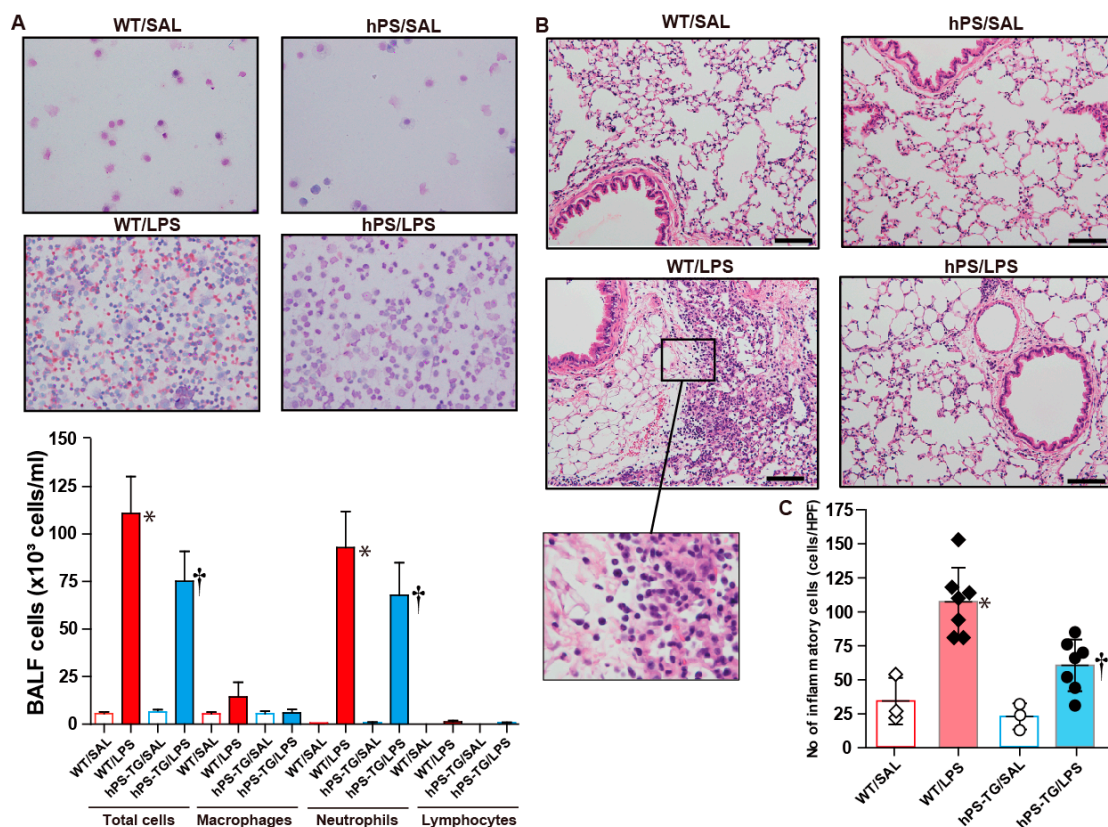 A
WT/SAL
hPS/SAL
WT/LPS
hPS/LPS
BALF cells (x10³ cells/ml)
150
125
100
75
50
25
0
*
†
*
†
WT/SAL
WT/LPS
hPS-TG/SAL
hPS-TG/LPS
WT/SAL
WT/LPS
hPS-TG/SAL
hPS-TG/LPS
WT/SAL
WT/LPS
hPS-TG/SAL
hPS-TG/LPS
WT/SAL
WT/LPS
hPS-TG/SAL
hPS-TG/LPS
Total cells
Macrophages
Neutrophils
Lymphocytes
B
WT/SAL
hPS/SAL
WT/LPS
hPS/LPS
C
No of inflammatory cells (cells/HPF)
175
150
125
100
75
50
25
0
*
†
WT/SAL
WT/LPS
hPS-TG/SAL
hPS-TG/LPS